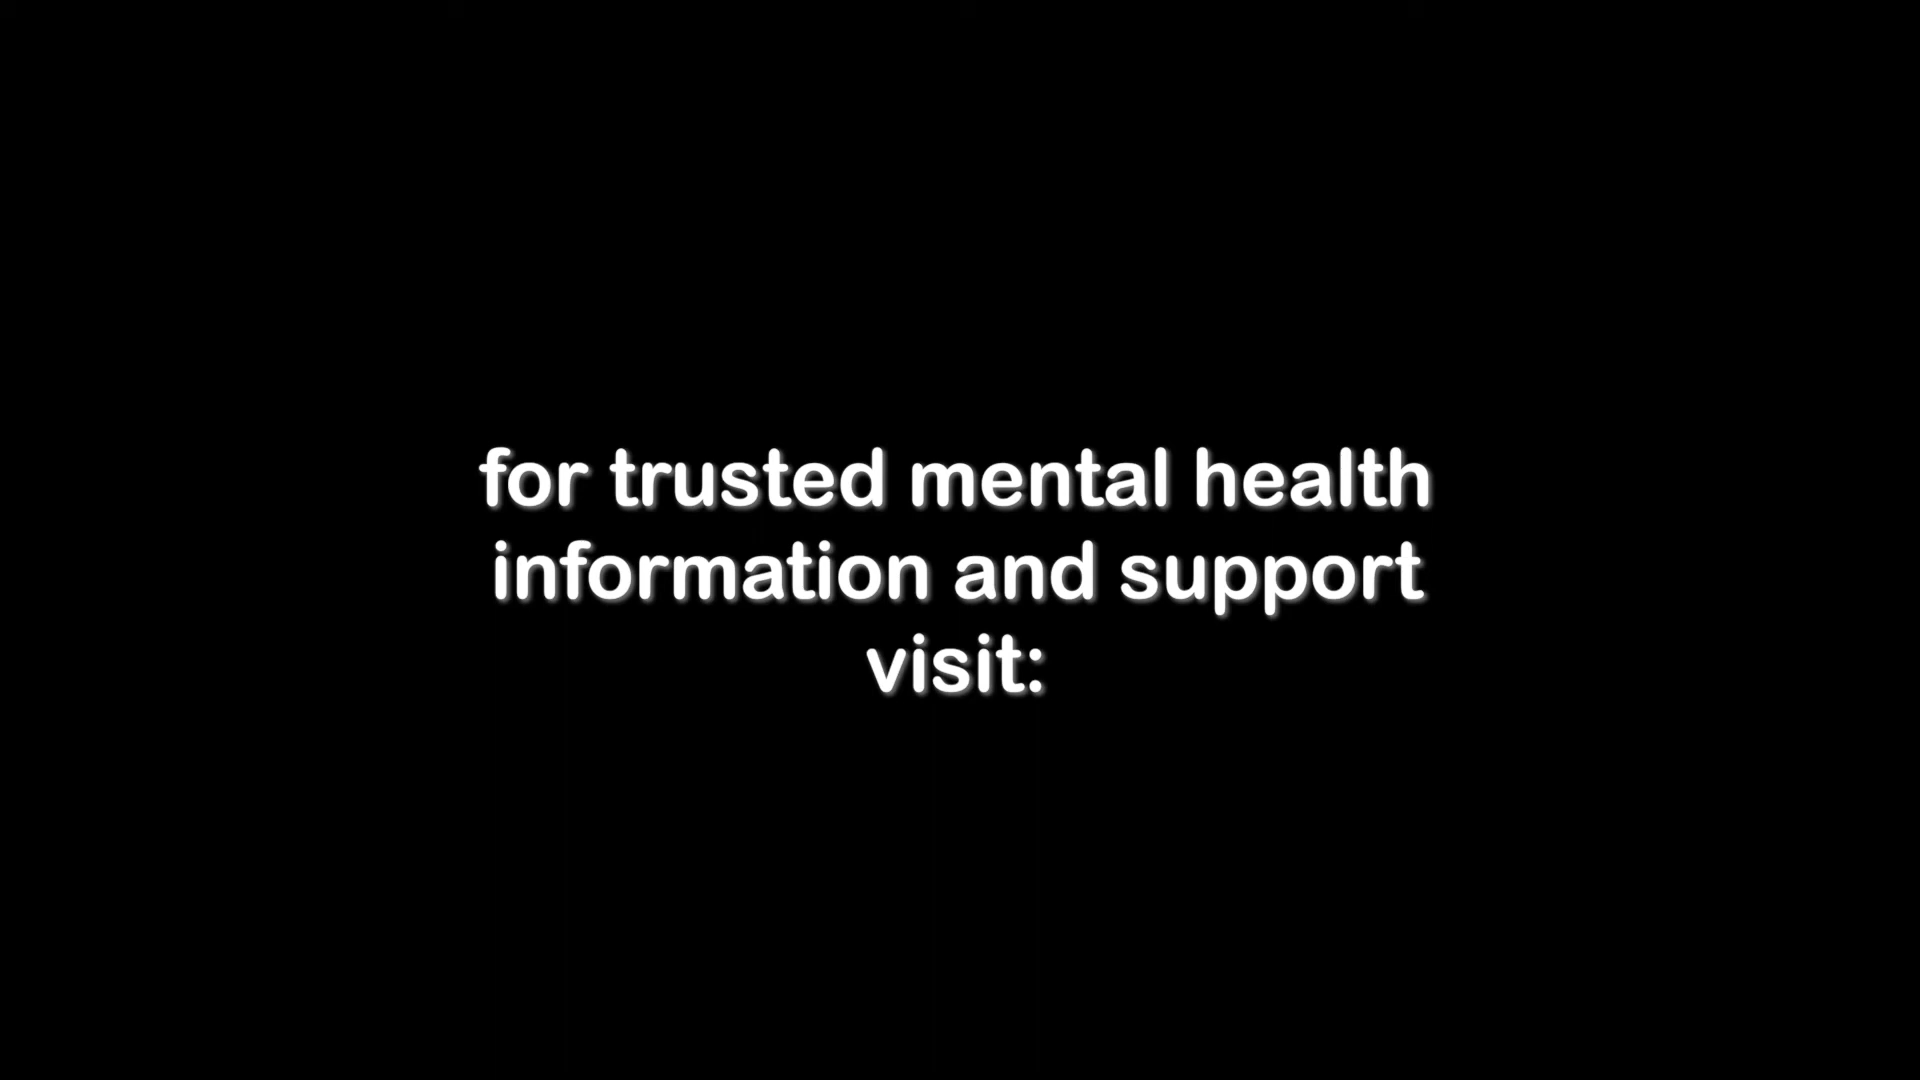 for trusted mental health
information and support
visit: